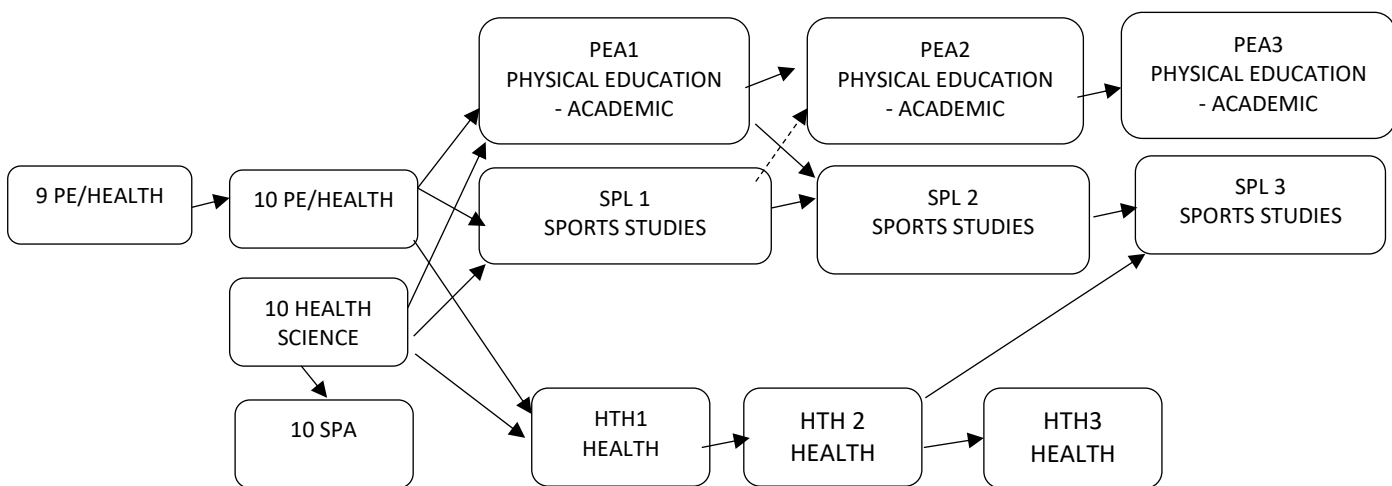 PEA1
PHYSICAL EDUCATION
- ACADEMIC
PEA2
PHYSICAL EDUCATION
- ACADEMIC
PEA3
PHYSICAL EDUCATION
- ACADEMIC
9 PE/HEALTH
10 PE/HEALTH
SPL 1
SPORTS STUDIES
SPL 2
SPORTS STUDIES
SPL 3
SPORTS STUDIES
10 HEALTH
SCIENCE
10 SPA
HTH1
HEALTH
HTH 2
HEALTH
HTH3
HEALTH